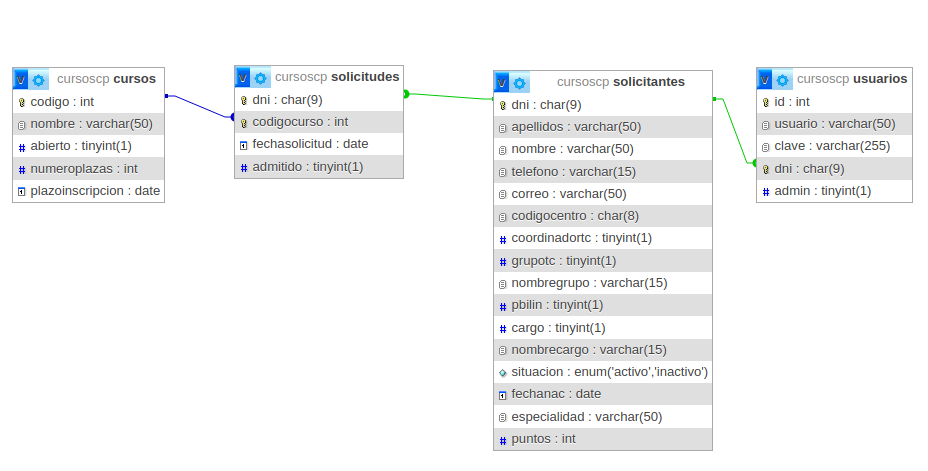 cursoscp cursos
codigo : int
nombre : varchar(50)
abierto : tinyint(1)
numeroplazas : int
plazoinscripcion : date
cursoscp solicitudes
dni : char(9)
codigocurso : int
fechasolicitud : date
admitido : tinyint(1)
cursoscp solicitantes
dni : char(9)
apellidos : varchar(50)
nombre : varchar(50)
telefono : varchar(15)
correo : varchar(50)
codigocentro : char(8)
coordinadortc : tinyint(1)
grupotc : tinyint(1)
nombregrupo : varchar(15)
pbilin : tinyint(1)
cargo : tinyint(1)
nombrecargo : varchar(15)
situacion : enum('activo','inactivo')
fechanac : date
especialidad : varchar(50)
puntos : int
cursoscp usuarios
id : int
usuario : varchar(50)
clave : varchar(255)
dni : char(9)
admin : tinyint(1)